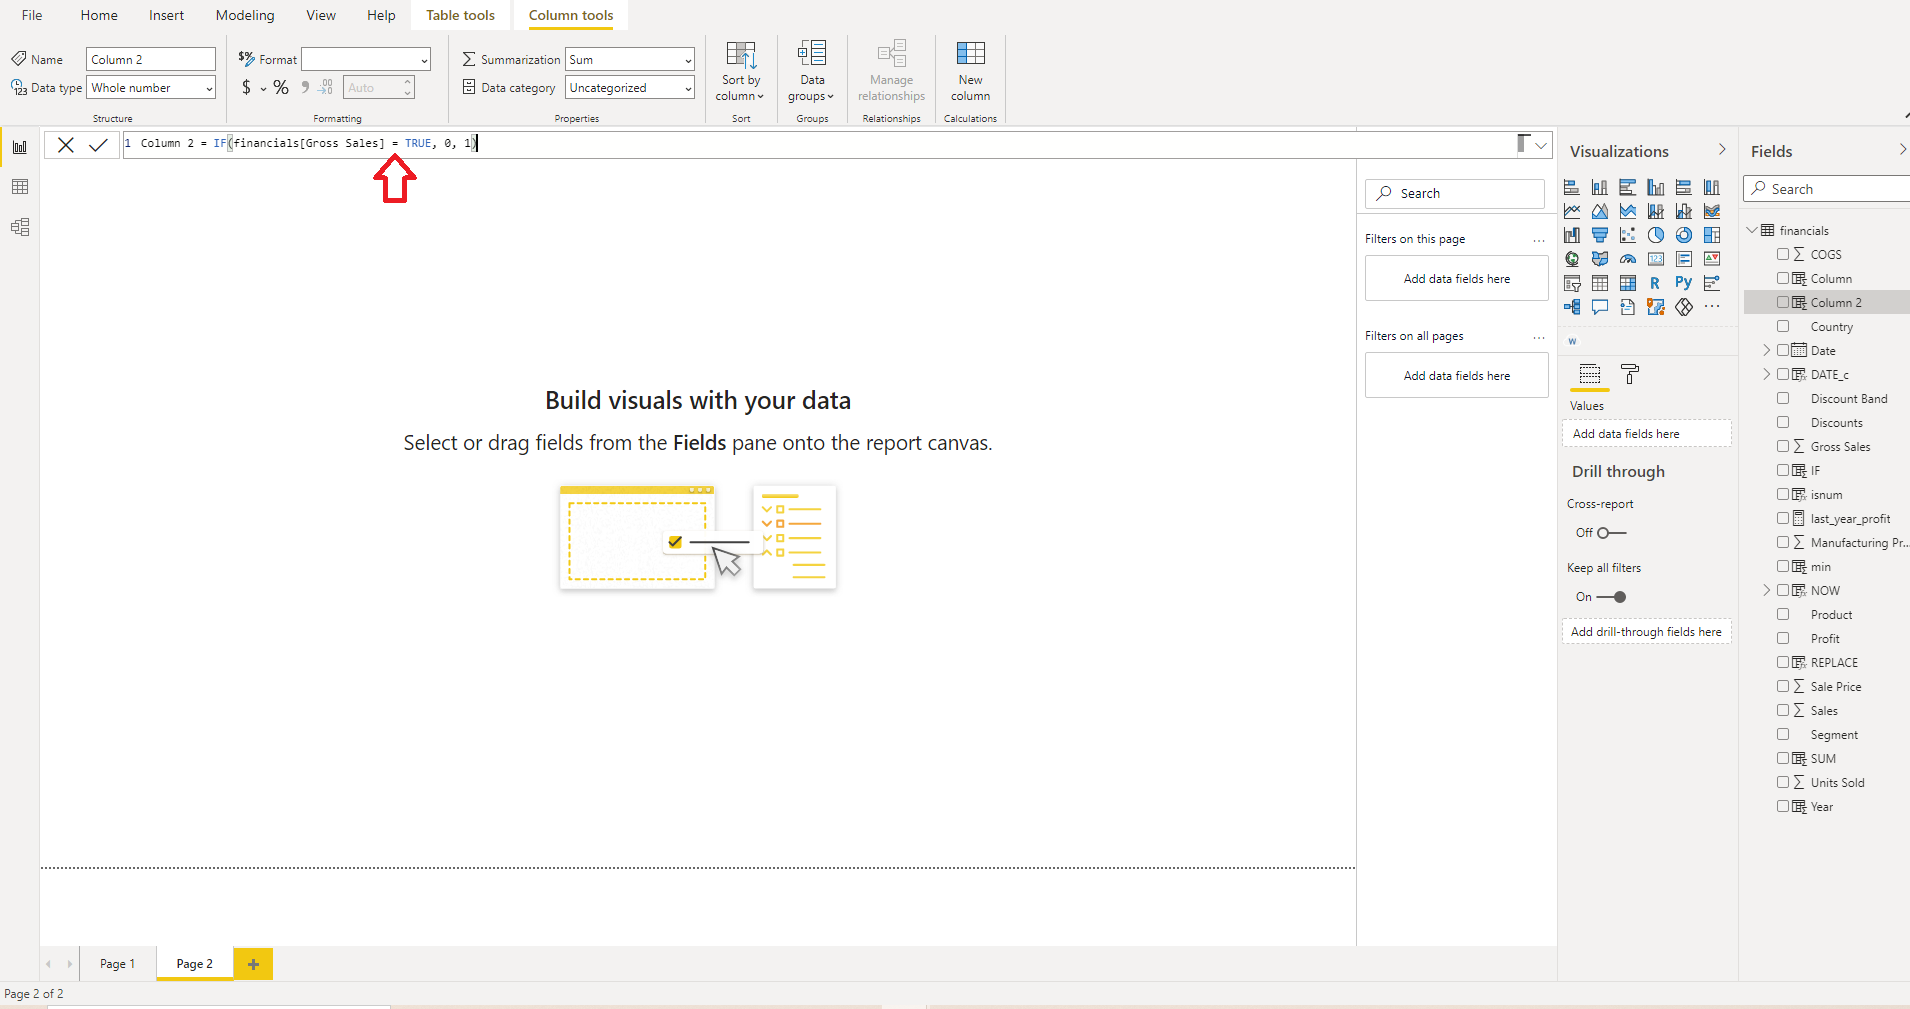 File Home Insert Modeling View Help Table tools Column tools
Name Column 2
Data type Whole number
Structure
Format
$ % Auto
Formatting
Summarization Sum
Data category Uncategorized
Properties
Sort by
column
Sort
Data
groups
Groups
Manage
relationships
Relationships
New
column
Calculations
1 Column 2 = IF(financials[Gross Sales] = TRUE, 0, 1)
Build visuals with your data
Select or drag fields from the Fields pane onto the report canvas.
Search
Filters on this page ...
Add data fields here
Filters on all pages ...
Add data fields here
Visualizations
123
R Py
...
W
Values
Add data fields here
Drill through
Cross-report
Off
Keep all filters
On
Add drill-through fields here
Fields
Search
financials
COGS
Column
Column 2
Country
Date
DATE_c
Discount Band
Discounts
Gross Sales
IF
isnum
last_year_profit
Manufacturing Pr...
min
NOW
Product
Profit
REPLACE
Sale Price
Sales
Segment
SUM
Units Sold
Year
Page 1 Page 2 +
Page 2 of 2